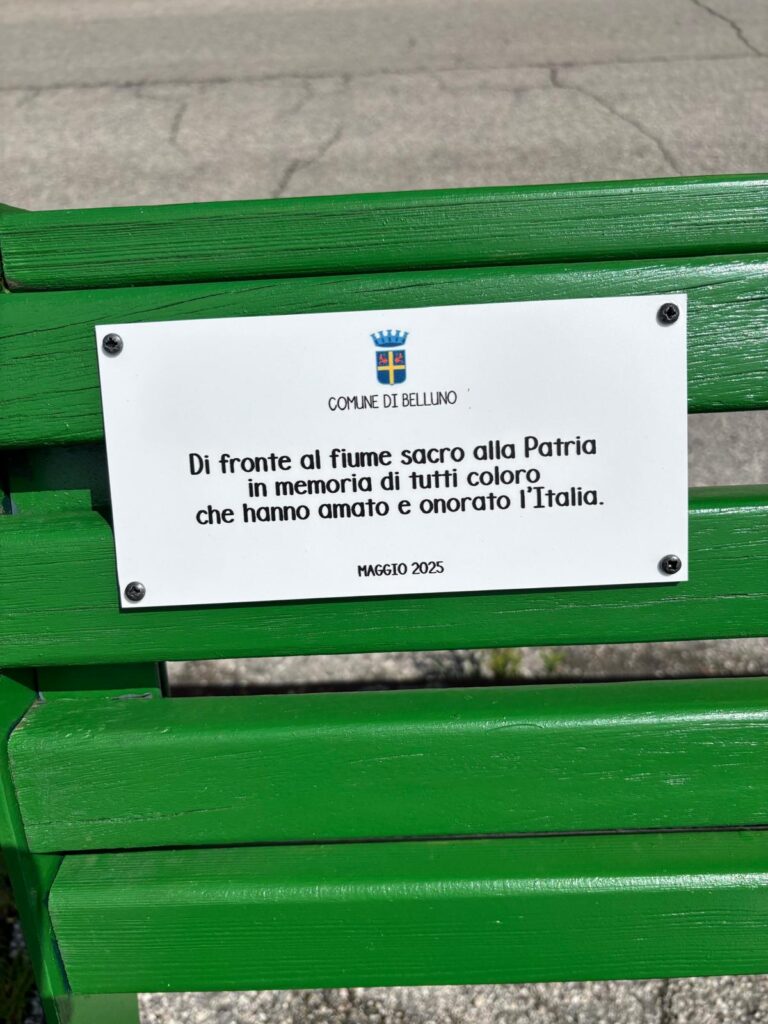 COMUNE DI BELLUNO
Di fronte al fiume sacro alla Patria
in memoria di tutti coloro
che hanno amato e onorato l'Italia.
MAGGIO 2025